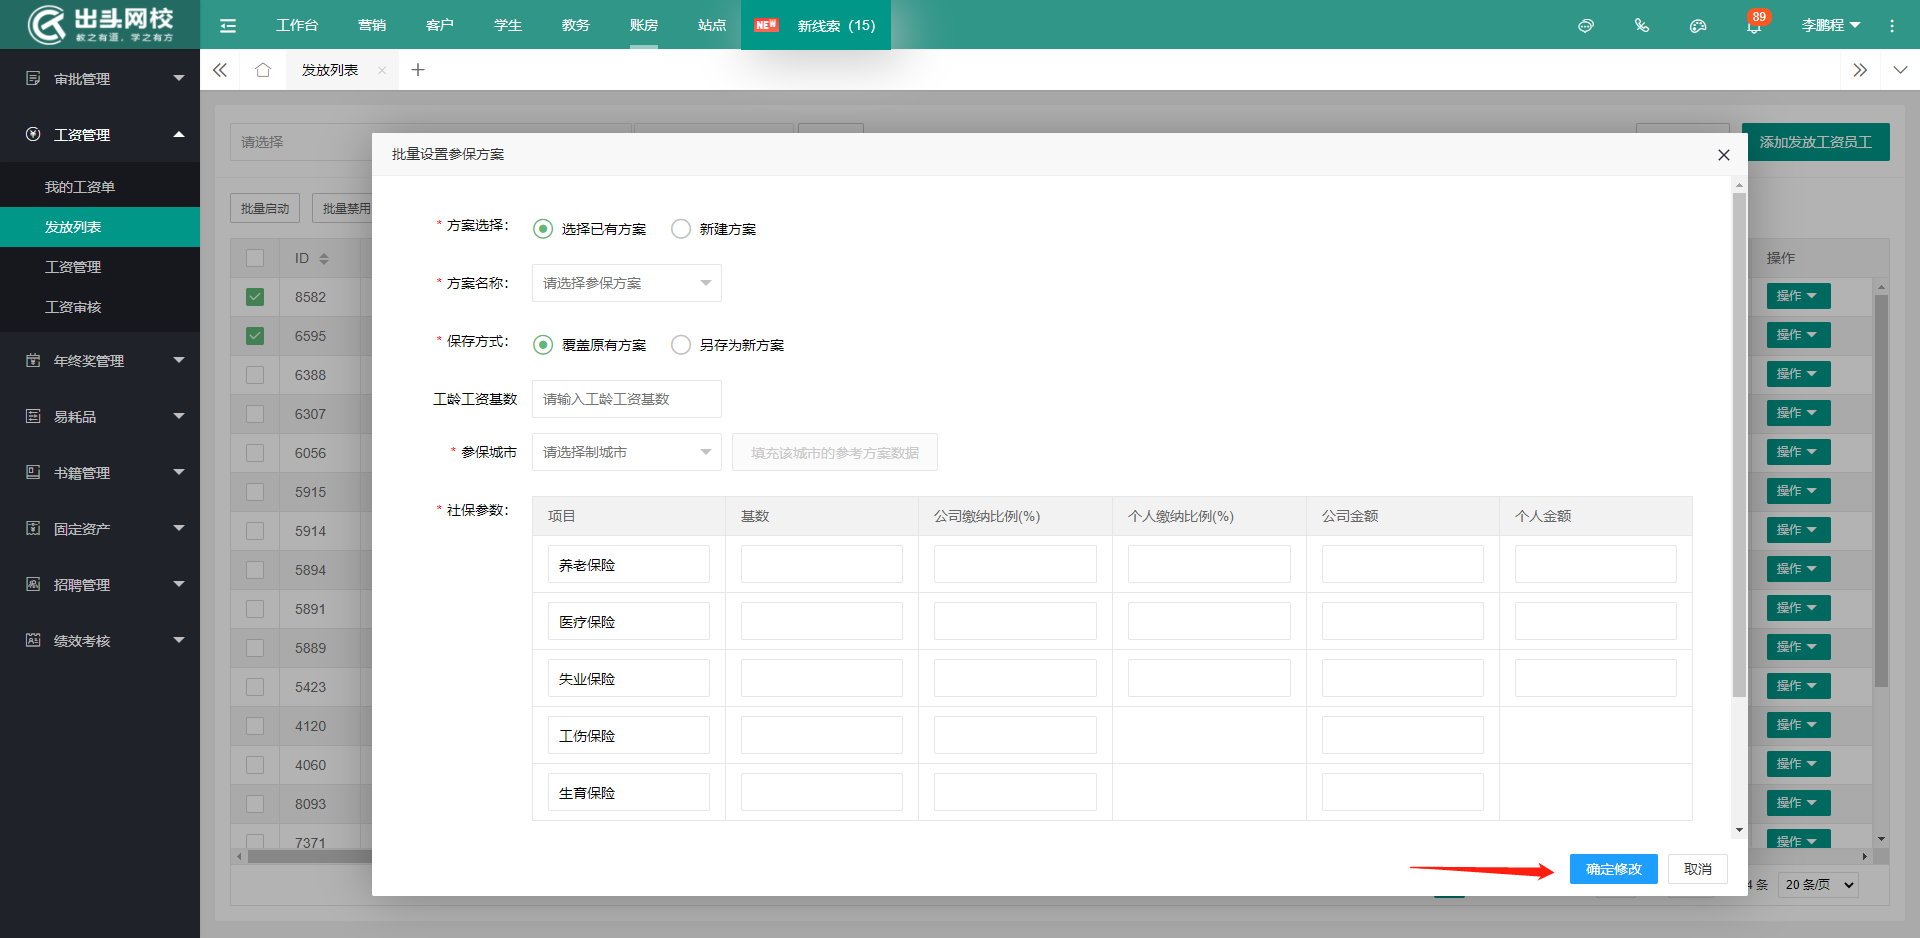 出头网校
教之有道，学之有方
工作台
营销
客户
学生
教务
账房
站点
NEW
新线索 (15)
89
李鹏程
审批管理
工资管理
我的工资单
发放列表
工资管理
工资审核
年终奖管理
易耗品
书籍管理
固定资产
招聘管理
绩效考核
发放列表
请选择
添加发放工资员工
批量启动
批量禁用
ID
操作
8582
操作
6595
操作
6388
操作
6307
操作
6056
操作
5915
操作
5914
操作
5894
操作
5891
操作
5889
操作
5423
操作
4120
操作
4060
操作
8093
操作
7371
操作
4 条
20 条/页
批量设置参保方案
* 方案选择：
选择已有方案
新建方案
* 方案名称：
请选择参保方案
* 保存方式：
覆盖原有方案
另存为新方案
工龄工资基数
请输入工龄工资基数
* 参保城市
请选择制城市
填充该城市的参考方案数据
* 社保参数：
项目
基数
公司缴纳比例(%)
个人缴纳比例(%)
公司金额
个人金额
养老保险
医疗保险
失业保险
工伤保险
生育保险
确定修改
取消